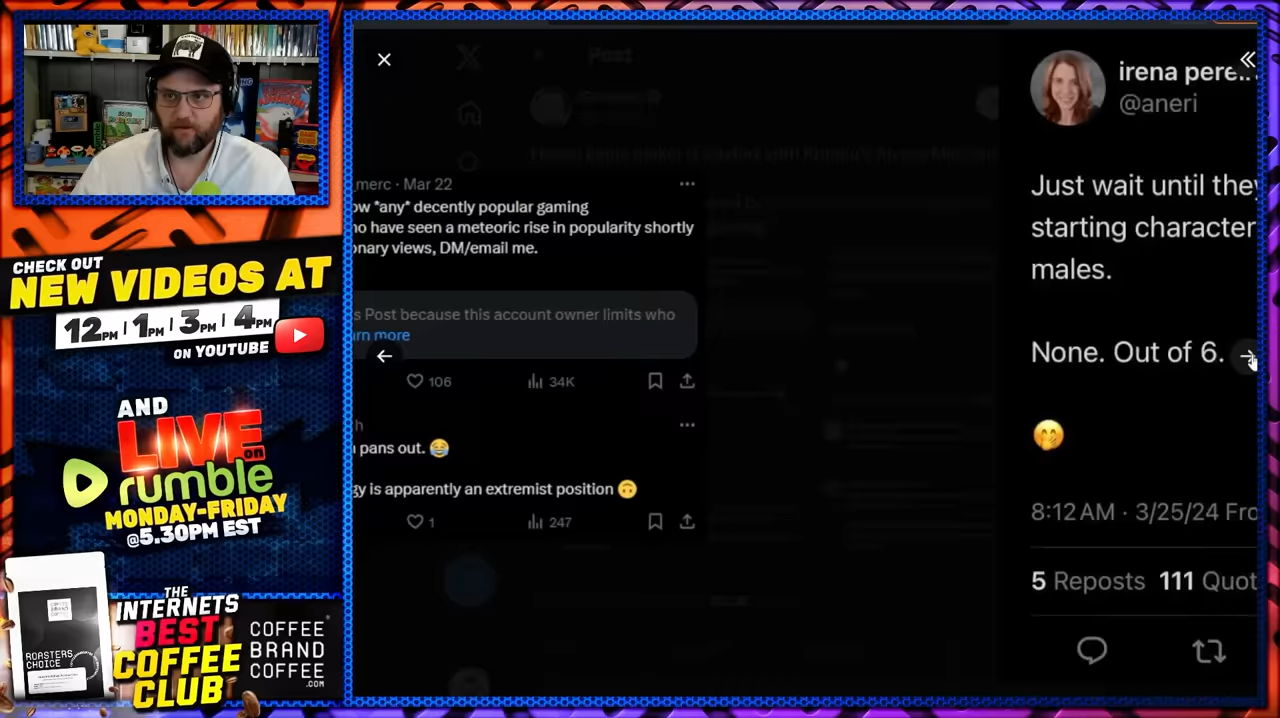 CHECK OUT
NEW VIDEOS AT
12PM | 1PM | 3PM | 4PM
ON YOUTUBE
AND
LIVE
on
rumble
MONDAY-FRIDAY
@5.30PM EST
ROASTERS
CHOICE
THE
INTERNETS
BEST
COFFEE
CLUB
COFFEE
BRAND
COFFEE
.COM
Post
_merc · Mar 22
ow *any* decently popular gaming
ho have seen a meteoric rise in popularity shortly
onary views, DM/email me.
s Post because this account owner limits who
arn more
106
34K
h
pans out. 😂
gy is apparently an extremist position 🙃
1
247
irena pere..
@aneri
Just wait until they
starting character
males.
None. Out of 6.
🤭
8:12 AM · 3/25/24 Fro
5 Reposts 111 Quot